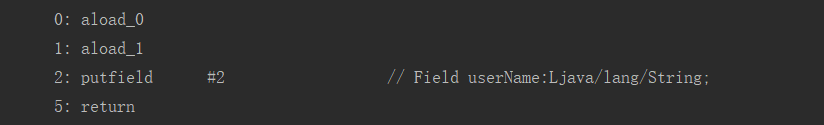 0: aload_0
1: aload_1
2: putfield      #2                  // Field userName:Ljava/lang/String;
5: return